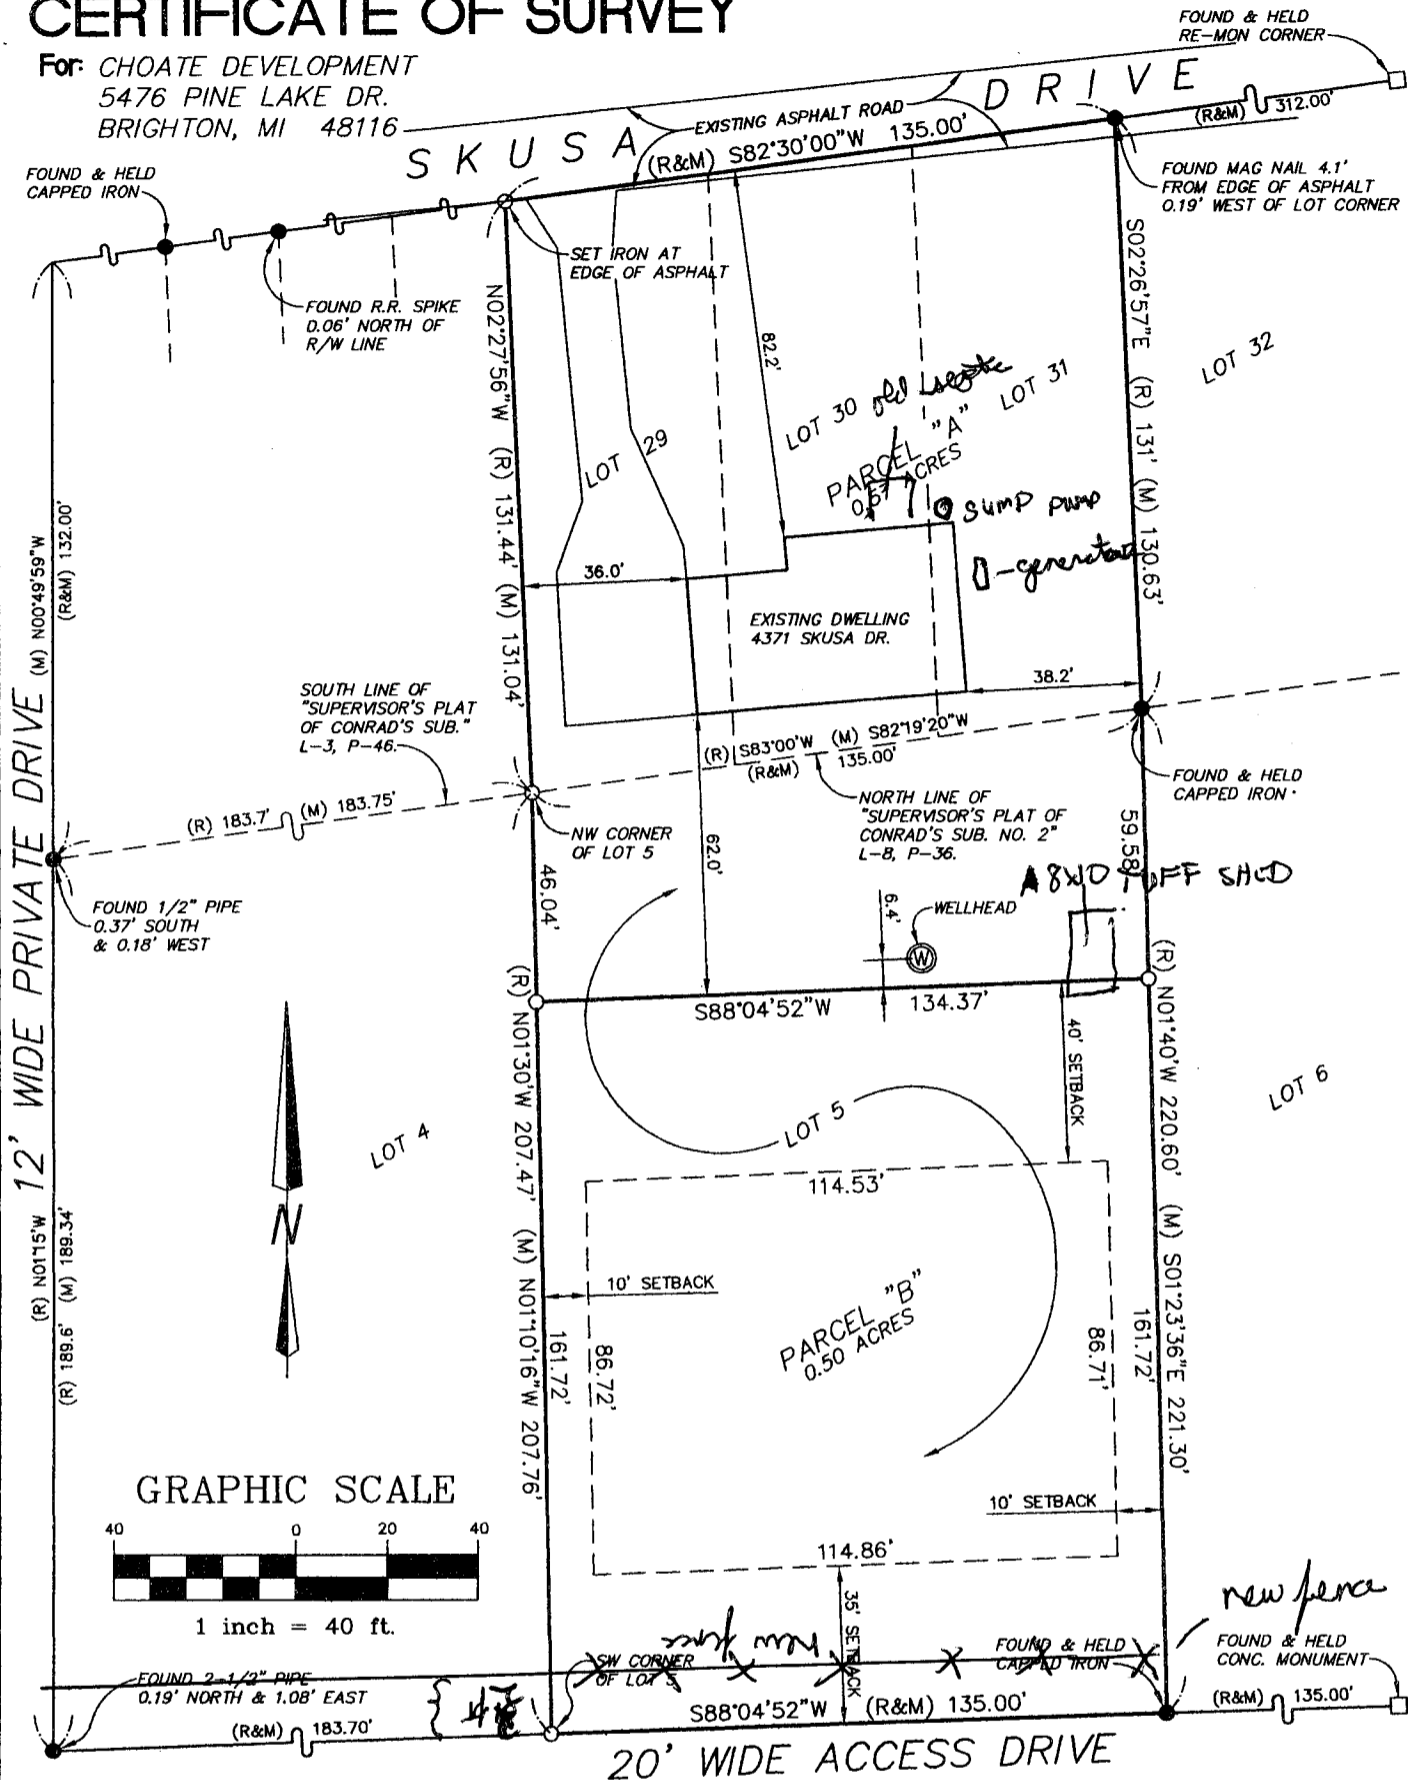 CERTIFICATE OF SURVEY
For: CHOATE DEVELOPMENT
5476 PINE LAKE DR.
BRIGHTON, MI 48116
FOUND & HELD
RE-MON CORNER
SKUSA DRIVE
EXISTING ASPHALT ROAD
(R&M) S82°30'00"W 135.00'
(R&M) 312.00'
FOUND & HELD
CAPPED IRON
FOUND MAG NAIL 4.1'
FROM EDGE OF ASPHALT
0.19' WEST OF LOT CORNER
SET IRON AT
EDGE OF ASPHALT
FOUND R.R. SPIKE
0.06' NORTH OF
R/W LINE
N02°27'56"W (R) 131.44' (M) 131.04'
S02°26'57"E (R) 131' (M) 130.63'
82.2'
LOT 29
LOT 30
old septic
LOT 31
LOT 32
PARCEL "A"
ACRES
sump pump
-generator
36.0'
EXISTING DWELLING
4371 SKUSA DR.
38.2'
12' WIDE PRIVATE DRIVE
(M) N00°49'59"W
(R&M) 132.00'
SOUTH LINE OF
"SUPERVISOR'S PLAT
OF CONRAD'S SUB."
L-3, P-46.
(R) S83°00'W (M) S82°19'20"W
(R&M) 135.00'
(R) 183.7' (M) 183.75'
NORTH LINE OF
"SUPERVISOR'S PLAT OF
CONRAD'S SUB. NO. 2"
L-8, P-36.
FOUND & HELD
CAPPED IRON
NW CORNER
OF LOT 5
46.04'
62.0'
59.58'
A 8x10 TUFF SHED
FOUND 1/2" PIPE
0.37' SOUTH
& 0.18' WEST
6.4'
WELLHEAD
W
S88°04'52"W 134.37'
(R) N01°30'W 207.47' (M) N01°10'16"W 207.76'
(R) N01°40'W 220.60' (M) S01°23'36"E 221.30'
40' SETBACK
LOT 4
LOT 5
LOT 6
N
114.53'
10' SETBACK
PARCEL "B"
0.50 ACRES
161.72'
86.72'
86.71'
161.72'
(R) N01°15'W
(R) 189.6' (M) 189.34'
GRAPHIC SCALE
40 0 20 40
1 inch = 40 ft.
10' SETBACK
114.86'
35' SETBACK
new fence
new fence
SW CORNER
OF LOT 5
FOUND & HELD
CAPPED IRON
FOUND & HELD
CONC. MONUMENT
FOUND 2-1/2" PIPE
0.19' NORTH & 1.08' EAST
(R&M) 183.70'
S88°04'52"W (R&M) 135.00'
(R&M) 135.00'
20' WIDE ACCESS DRIVE